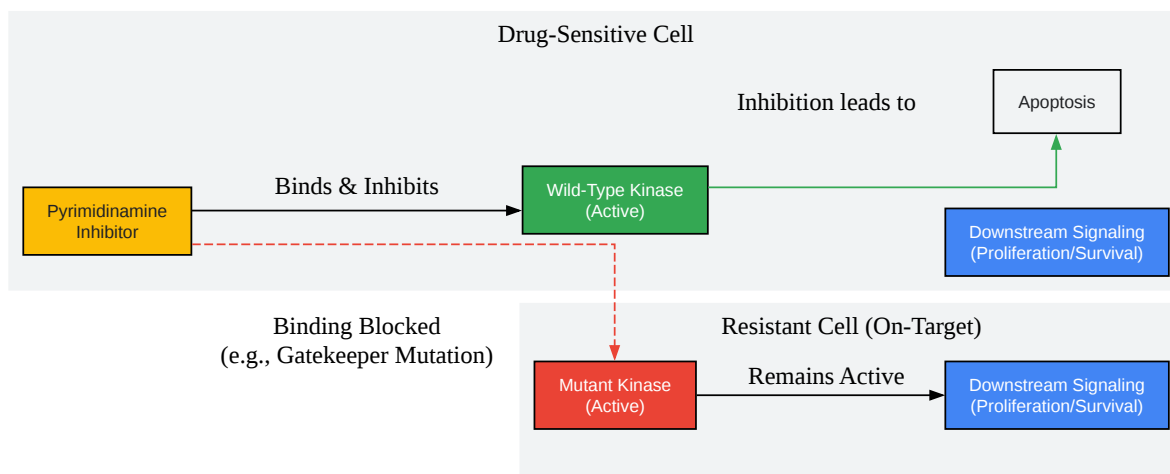 Drug-Sensitive Cell
Inhibition leads to
Apoptosis
Binds & Inhibits
Wild-Type Kinase
(Active)
Pyrimidinamine
Inhibitor
Downstream Signaling
(Proliferation/Survival)
Binding Blocked
(e.g., Gatekeeper Mutation)
Resistant Cell (On-Target)
Mutant Kinase
(Active)
Remains Active
Downstream Signaling
(Proliferation/Survival)